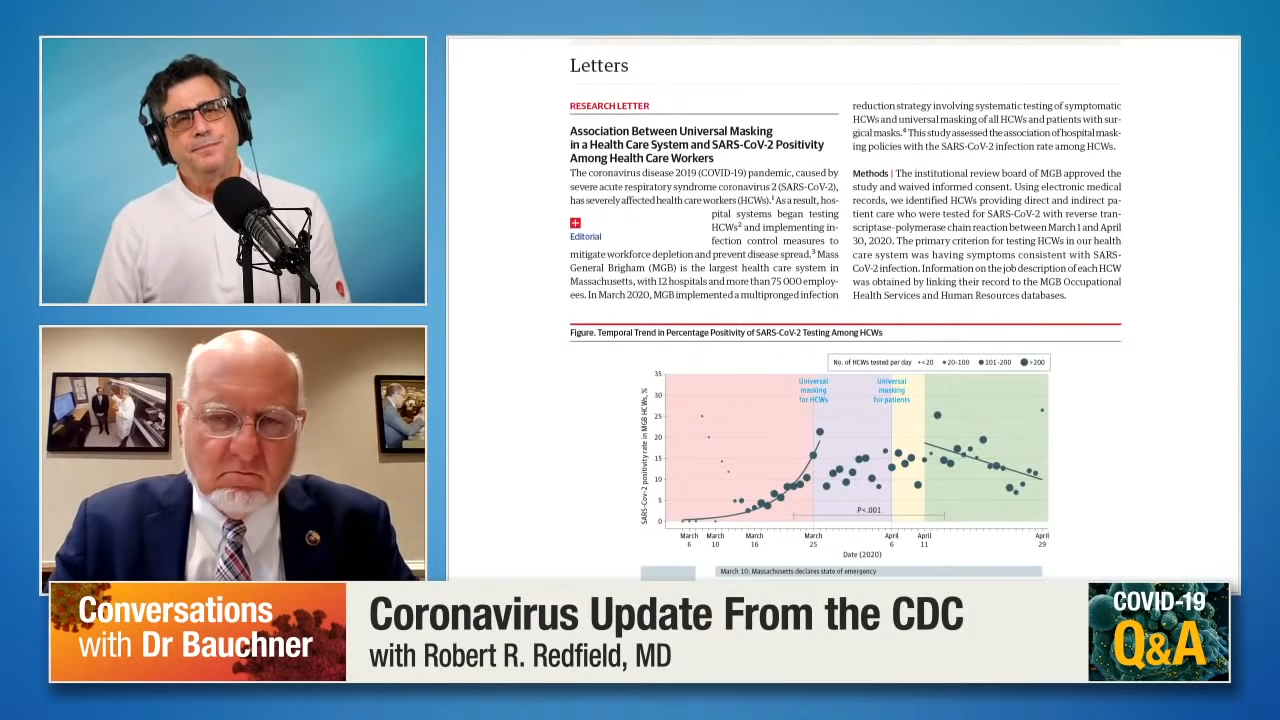 Letters
RESEARCH LETTER
Association Between Universal Masking
in a Health Care System and SARS-CoV-2 Positivity
Among Health Care Workers
The coronavirus disease 2019 (COVID-19) pandemic, caused by
severe acute respiratory syndrome coronavirus 2 (SARS-CoV-2),
has severely affected health care workers (HCWs).1 As a result, hos-
pital systems began testing
HCWs2 and implementing in-
fection control measures to
Editorial
mitigate workforce depletion and prevent disease spread.3 Mass
General Brigham (MGB) is the largest health care system in
Massachusetts, with 12 hospitals and more than 75 000 employ-
ees. In March 2020, MGB implemented a multipronged infection
reduction strategy involving systematic testing of symptomatic
HCWs and universal masking of all HCWs and patients with sur-
gical masks.4 This study assessed the association of hospital mask-
ing policies with the SARS-CoV-2 infection rate among HCWs.
Methods | The institutional review board of MGB approved the
study and waived informed consent. Using electronic medical
records, we identified HCWs providing direct and indirect pa-
tient care who were tested for SARS-CoV-2 with reverse tran-
scriptase–polymerase chain reaction between March 1 and April
30, 2020. The primary criterion for testing HCWs in our health
care system was having symptoms consistent with SARS-
CoV-2 infection. Information on the job description of each HCW
was obtained by linking their record to the MGB Occupational
Health Services and Human Resources databases.
Figure. Temporal Trend in Percentage Positivity of SARS-CoV-2 Testing Among HCWs
No. of HCWs tested per day <20 20-100 101-200 >200
SARS-Cov-2 positivity rate in MGB HCWs, %
35
30
25
20
15
10
5
0
Universal
masking
for HCWs
Universal
masking
for patients
P<.001
March
6
March
10
March
16
March
25
April
6
April
11
April
29
Date (2020)
March 10: Massachusetts declares state of emergency
Conversations
with Dr Bauchner
Coronavirus Update From the CDC
with Robert R. Redfield, MD
COVID-19
Q&A